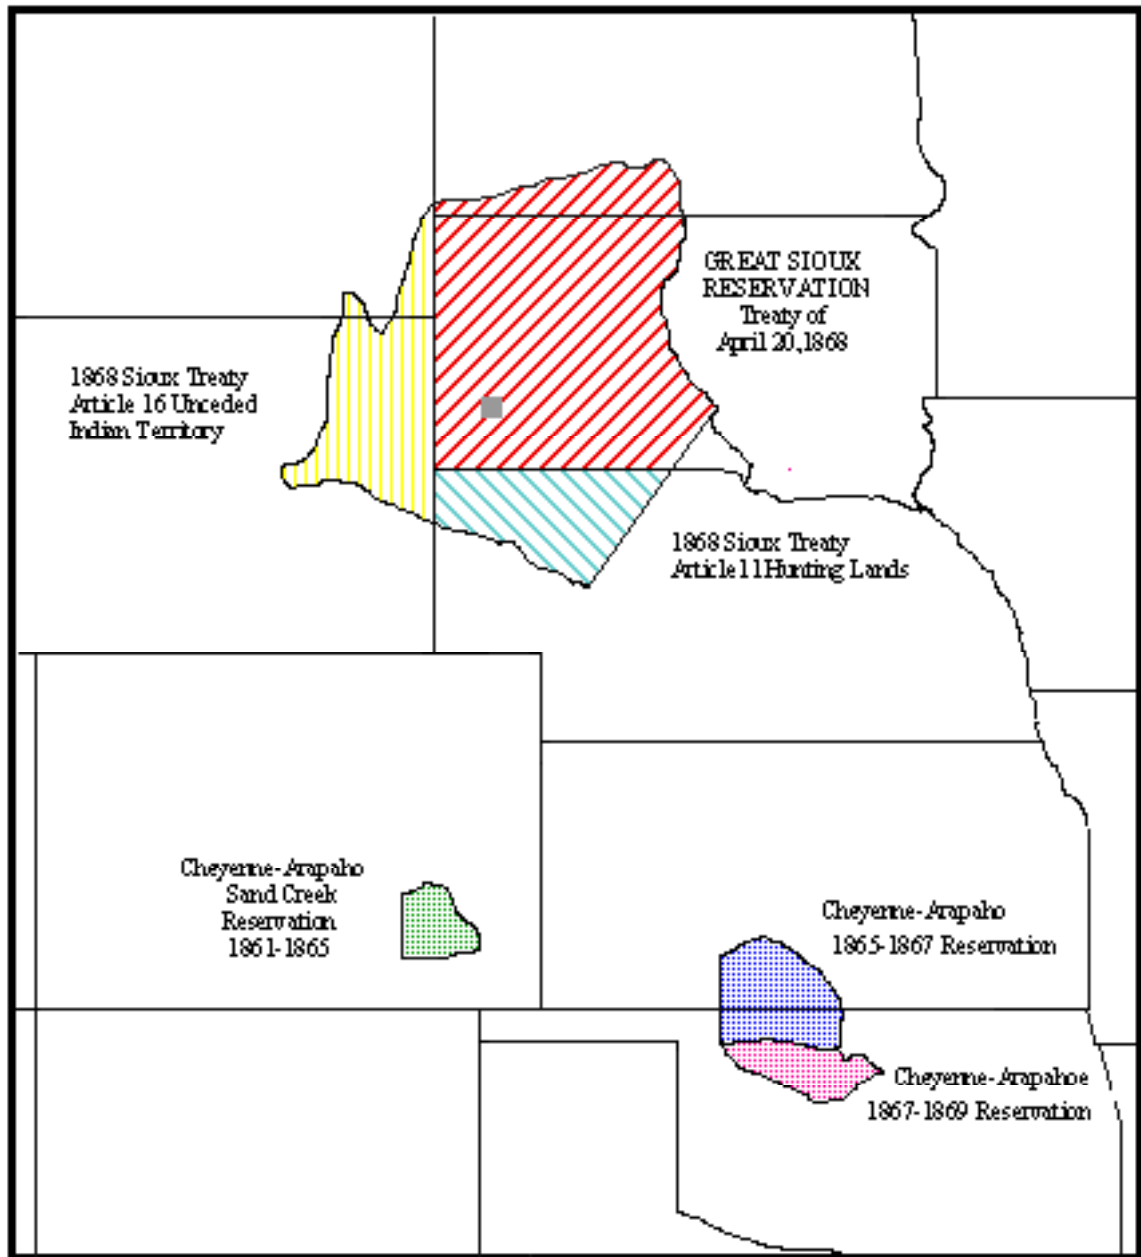 GREAT SIOUX
RESERVATION
Treaty of
April 20, 1868
1868 Sioux Treaty
Article 16 Unceded
Indian Territory
1868 Sioux Treaty
Article 11 Hunting Lands
Cheyenne-Arapaho
Sand Creek
Reservation
1861-1865
Cheyenne-Arapaho
1865-1867 Reservation
Cheyenne-Arapahoe
1867-1869 Reservation